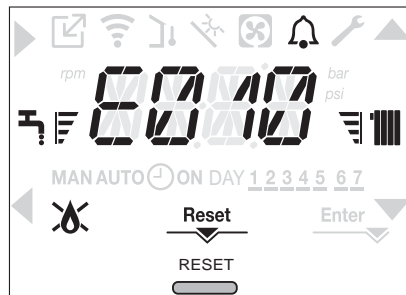 rpm
bar
psi
E010
MAN AUTO ON DAY 1 2 3 4 5 6 7
Reset Enter
RESET